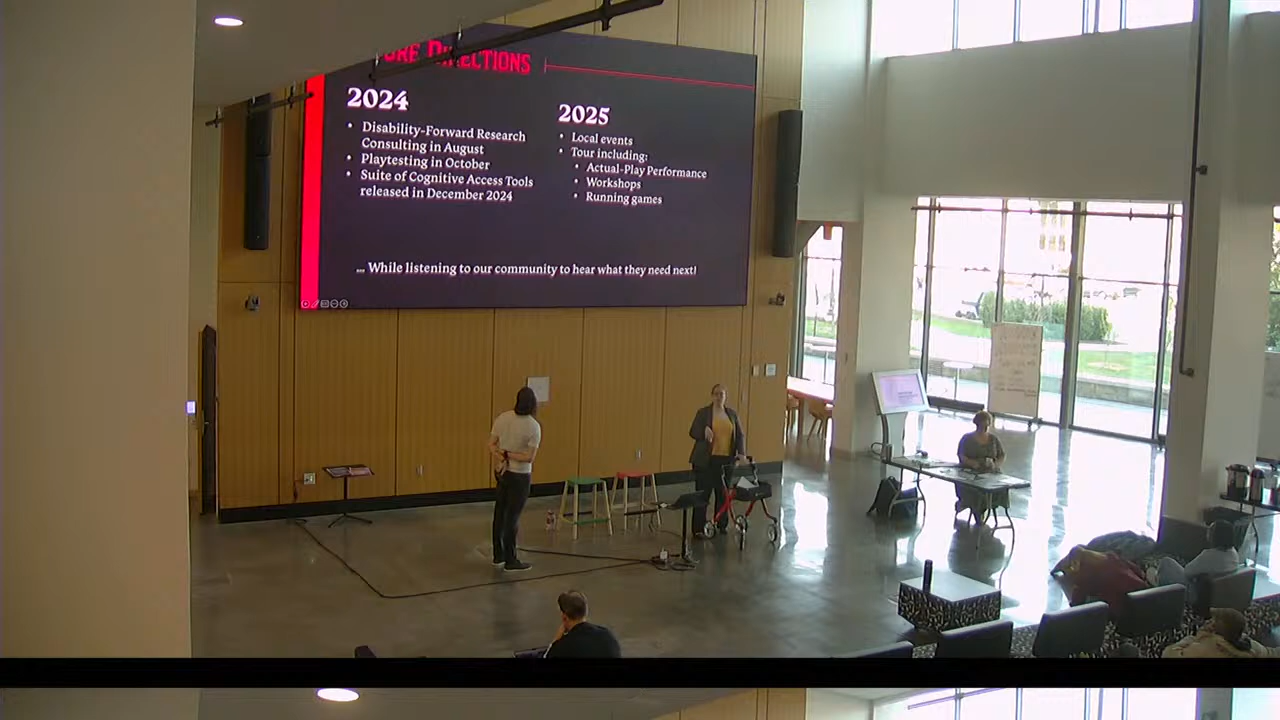 URE DIRECTIONS
2024
• Disability-Forward Research
Consulting in August
• Playtesting in October
• Suite of Cognitive Access Tools
released in December 2024
2025
• Local events
• Tour including:
• Actual-Play Performance
• Workshops
• Running games
... While listening to our community to hear what they need next!